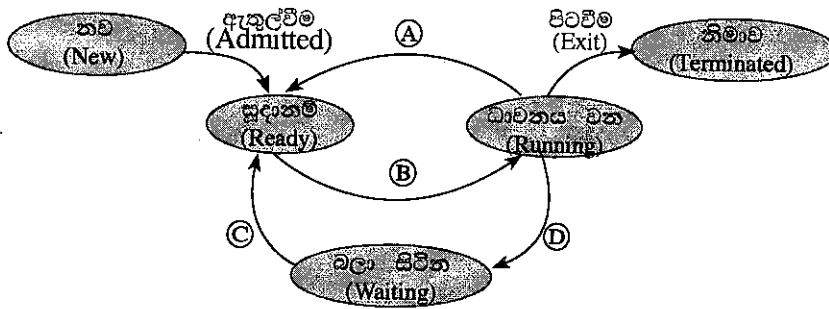 නව
(New)
ඇතුල්වීම
(Admitted)
A
පිටවීම
(Exit)
නිමාව
(Terminated)
සූදානම්
(Ready)
ධාවනය වන
(Running)
B
C
D
බලා සිටින
(Waiting)